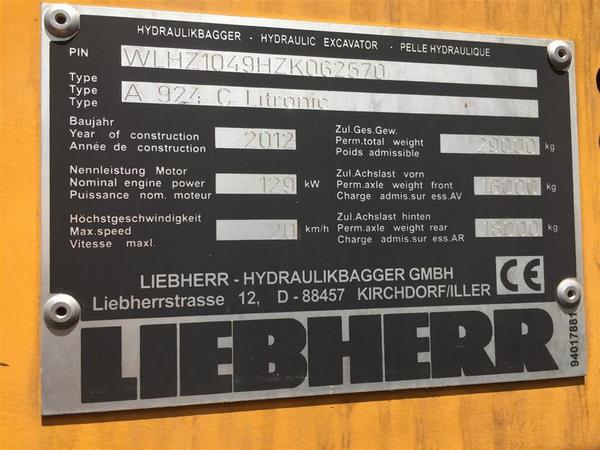 HYDRAULIKBAGGER - HYDRAULIC EXCAVATOR - PELLE HYDRAULIQUE
PIN WLHZ1049HZK062570
Type
Type A 924 C Litronic
Type
Baujahr
Year of construction 2012
Année de construction
Zul.Ges.Gew.
Perm.total weight 29000 kg
Poids admissible
Nennleistung Motor
Nominal engine power 129 kW
Puissance nom. moteur
Zul.Achslast vorn
Perm.axle weight front 16000 kg
Charge admis.sur ess.AV
Höchstgeschwindigkeit
Max.speed 20 km/h
Vitesse maxl.
Zul.Achslast hinten
Perm.axle weight rear 18000 kg
Charge admis.sur ess.AR
LIEBHERR - HYDRAULIKBAGGER GMBH
Liebherrstrasse 12, D - 88457 KIRCHDORF/ILLER
CE
LIEBHERR
94017881